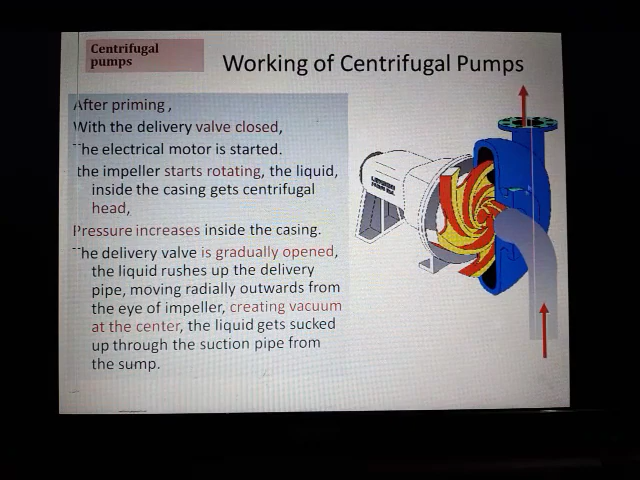 Centrifugal
pumps
Working of Centrifugal Pumps
After priming ,
With the delivery valve closed,
The electrical motor is started.
the impeller starts rotating, the liquid,
inside the casing gets centrifugal
head,
Pressure increases inside the casing.
The delivery valve is gradually opened,
the liquid rushes up the delivery
pipe, moving radially outwards from
the eye of impeller, creating vacuum
at the center, the liquid gets sucked
up through the suction pipe from
the sump.